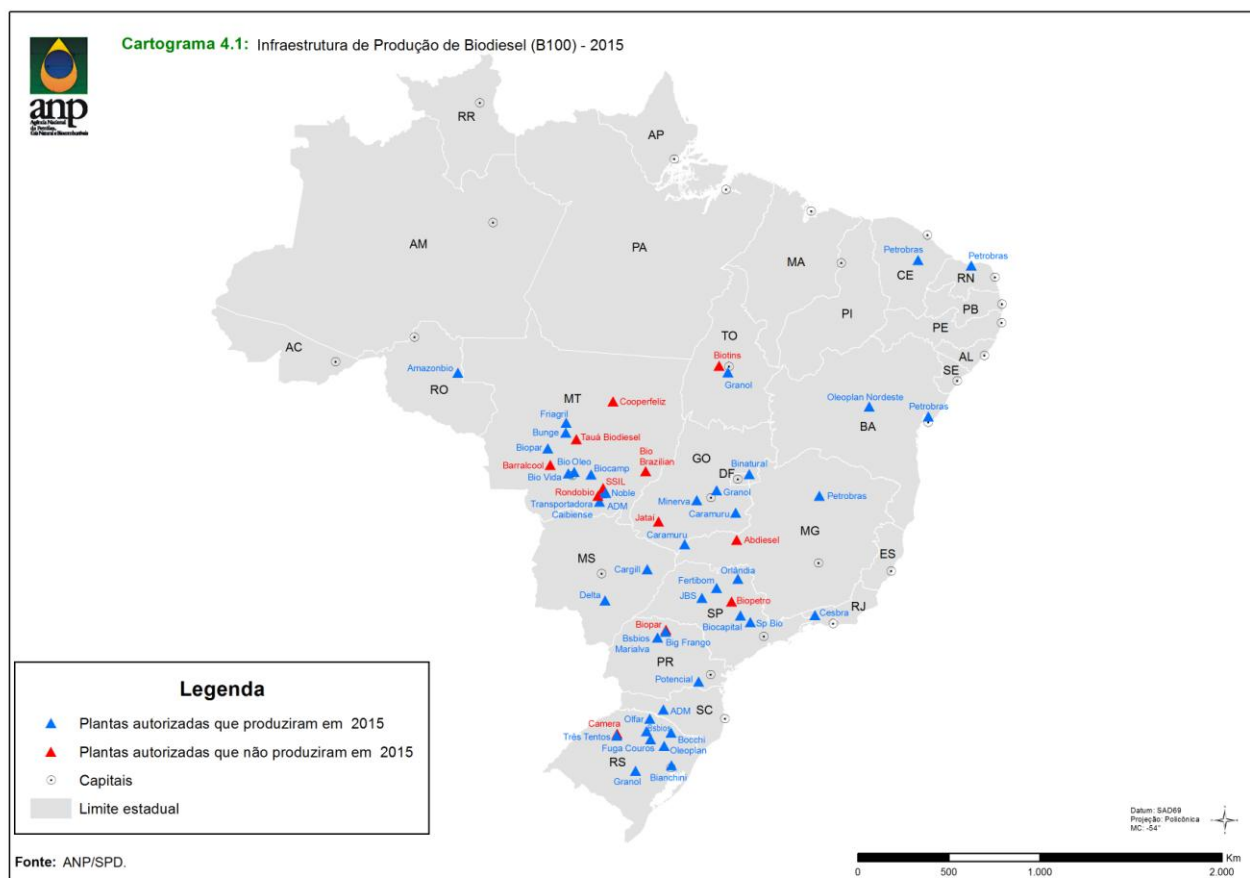 Cartograma 4.1: Infraestrutura de Produção de Biodiesel (B100) - 2015
anp
Agência Nacional
do Petróleo,
Gás Natural e Biocombustíveis
RR
AP
AM
PA
MA
Petrobras
CE
Petrobras
RN
PB
PI
PE
AL
SE
AC
TO
Biotins
Granol
Amazonbio
RO
MT
Cooperfeliz
Oleoplan Nordeste
Petrobras
BA
Friagril
Bunge
Tauá Biodiesel
Biopar
Bio
Brazilian
GO
Barralcool
Bio Oleo
Biocamp
Bio Vida
DF
Binatural
SSIL
Rondobio
Noble
Transportadora
Caibiense
ADM
Minerva
Granol
Petrobras
Caramuru
Jataí
Caramuru
Abdiesel
MG
ES
MS
Cargill
Orlândia
Fertibom
JBS
Biopetro
Delta
SP
Cesbra
RJ
Biocapital
Sp Bio
Biopar
Bsbios
Marialva
Big Frango
PR
Potencial
ADM
SC
Olfar
Camera
Bsbios
Três Tentos
Bocchi
Fuga Couros
Oleoplan
RS
Granol
Bianchini
Legenda
Plantas autorizadas que produziram em 2015
Plantas autorizadas que não produziram em 2015
Capitais
Limite estadual
Datum: SAD69
Projeção: Policônica
MC: -54°
Fonte: ANP/SPD.
Km
0 500 1.000 2.000